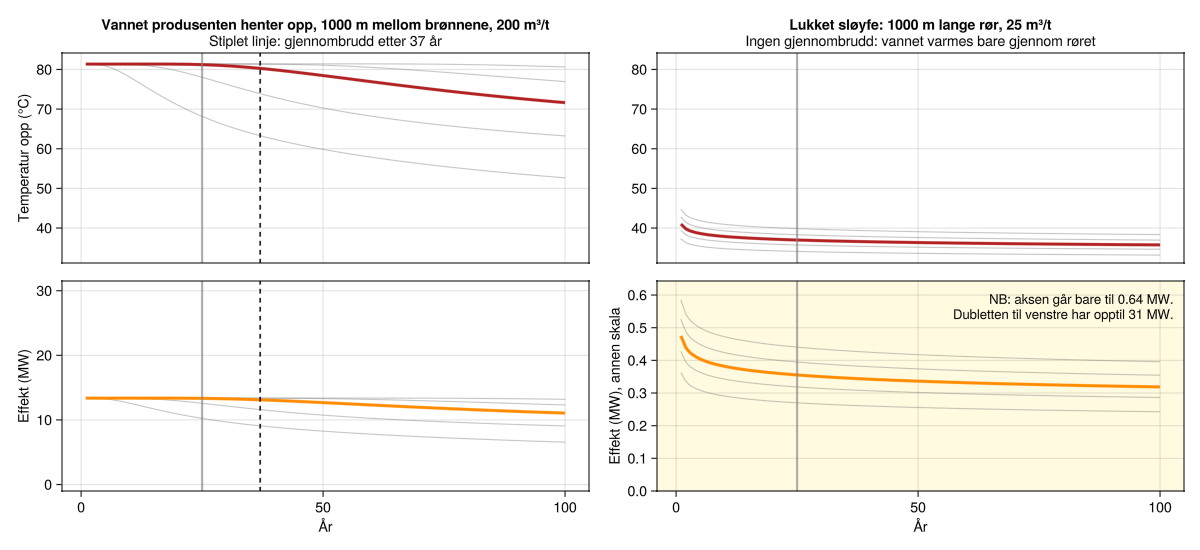 Vannet produsenten henter opp, 1000 m mellom brønnene, 200 m³/t
Stiplet linje: gjennombrudd etter 37 år
Temperatur opp (°C)
80
70
60
50
40
Effekt (MW)
30
20
10
0
0
50
100
År
Lukket sløyfe: 1000 m lange rør, 25 m³/t
Ingen gjennombrudd: vannet varmes bare gjennom røret
80
70
60
50
40
NB: aksen går bare til 0.64 MW.
Dubletten til venstre har opptil 31 MW.
Effekt (MW), annen skala
0.6
0.5
0.4
0.3
0.2
0.1
0.0
0
50
100
År